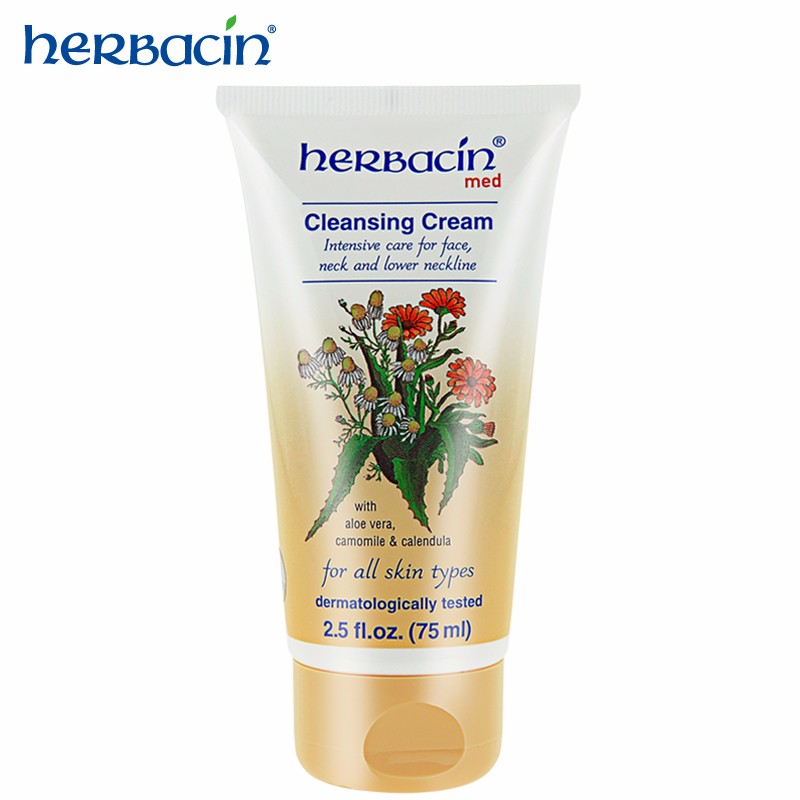 herbacin®
herbacin®
med
Cleansing Cream
Intensive care for face,
neck and lower neckline
with
aloe vera,
camomile & calendula
for all skin types
dermatologically tested
2.5 fl.oz. (75 ml)